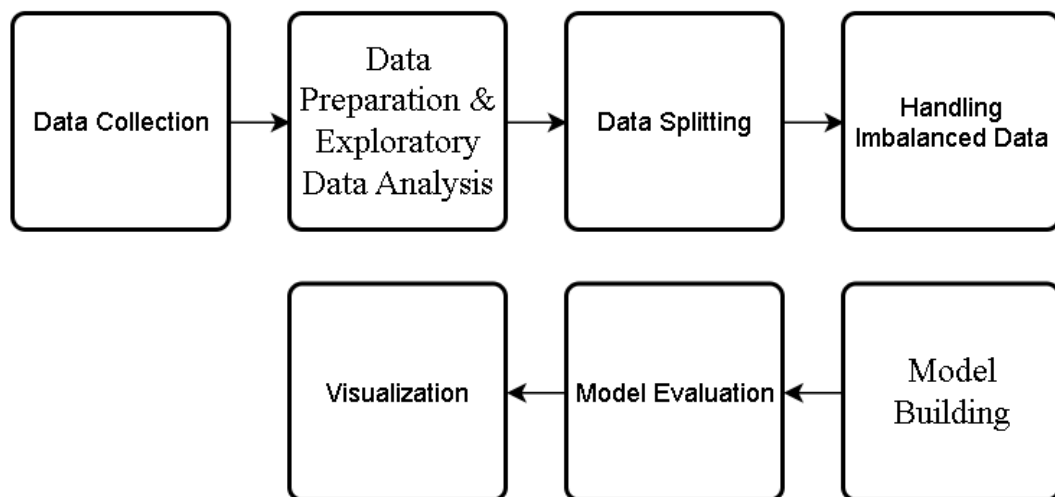 Data Collection
Data
Preparation &
Exploratory
Data Analysis
Data Splitting
Handling
Imbalanced Data
Visualization
Model Evaluation
Model
Building